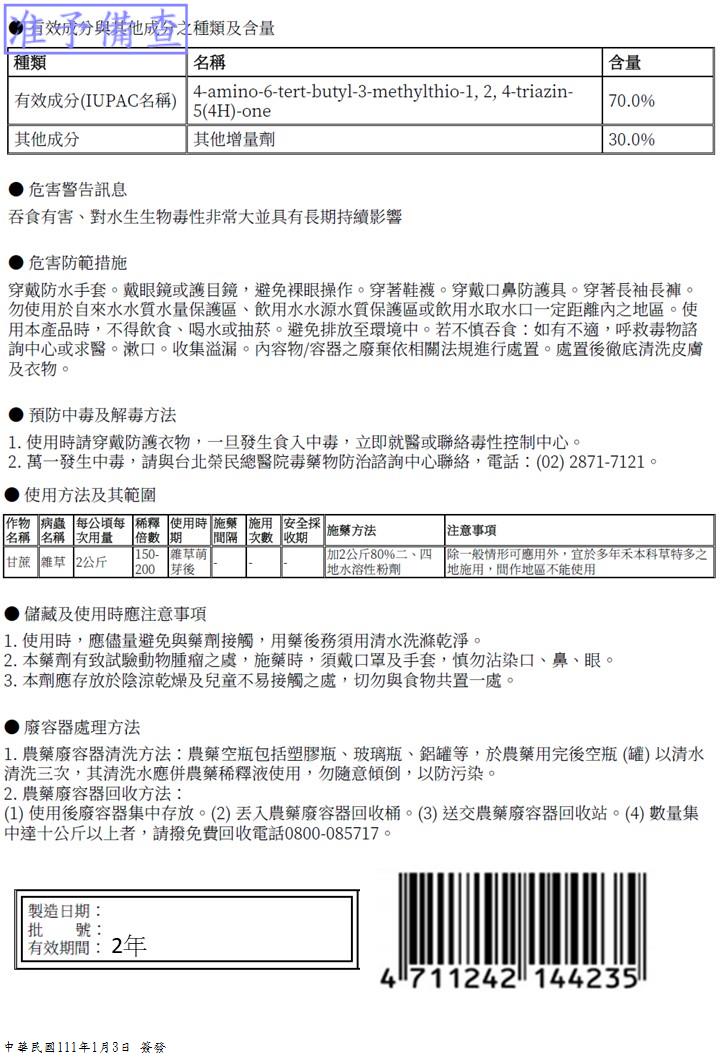 准予備查
● 有效成分與其他成分之種類及含量
種類 名稱 含量
有效成分(IUPAC名稱) 4-amino-6-tert-butyl-3-methylthio-1, 2, 4-triazin-
5(4H)-one 70.0%
其他成分 其他增量劑 30.0%
● 危害警告訊息
吞食有害、對水生生物毒性非常大並具有長期持續影響
● 危害防範措施
穿戴防水手套。戴眼鏡或護目鏡，避免裸眼操作。穿著鞋襪。穿戴口鼻防護具。穿著長袖長褲。
勿使用於自來水水質水量保護區、飲用水水源水質保護區或飲用水取水口一定距離內之地區。使
用本產品時，不得飲食、喝水或抽菸。避免排放至環境中。若不慎吞食：如有不適，呼救毒物諮
詢中心或求醫。漱口。收集溢漏。內容物/容器之廢棄依相關法規進行處置。處置後徹底清洗皮膚
及衣物。
● 預防中毒及解毒方法
1. 使用時請穿戴防護衣物，一旦發生食入中毒，立即就醫或聯絡毒性控制中心。
2. 萬一發生中毒，請與台北榮民總醫院毒藥物防治諮詢中心聯絡，電話：(02) 2871-7121。
● 使用方法及其範圍
作物名稱 病蟲名稱 每公頃每次用量 稀釋倍數 使用時期 施藥間隔 施用次數 安全採收期 施藥方法 注意事項
甘蔗 雜草 2公斤 150-200 雜草萌芽後 - - - 加2公斤80%二、四地水溶性粉劑 除一般情形可應用外，宜於多年禾本科草特多之地施用，間作地區不能使用
● 儲藏及使用時應注意事項
1. 使用時，應儘量避免與藥劑接觸，用藥後務須用清水洗滌乾淨。
2. 本藥劑有致試驗動物腫瘤之虞，施藥時，須戴口罩及手套，慎勿沾染口、鼻、眼。
3. 本劑應存放於陰涼乾燥及兒童不易接觸之處，切勿與食物共置一處。
● 廢容器處理方法
1. 農藥廢容器清洗方法：農藥空瓶包括塑膠瓶、玻璃瓶、鋁罐等，於農藥用完後空瓶 (罐) 以清水
清洗三次，其清洗水應併農藥稀釋液使用，勿隨意傾倒，以防污染。
2. 農藥廢容器回收方法：
(1) 使用後廢容器集中存放。(2) 丟入農藥廢容器回收桶。(3) 送交農藥廢容器回收站。(4) 數量集
中達十公斤以上者，請撥免費回收電話0800-085717。
製造日期：
批　　號：
有效期間： 2年
4 711242 144235
中華民國111年1月3日 簽發